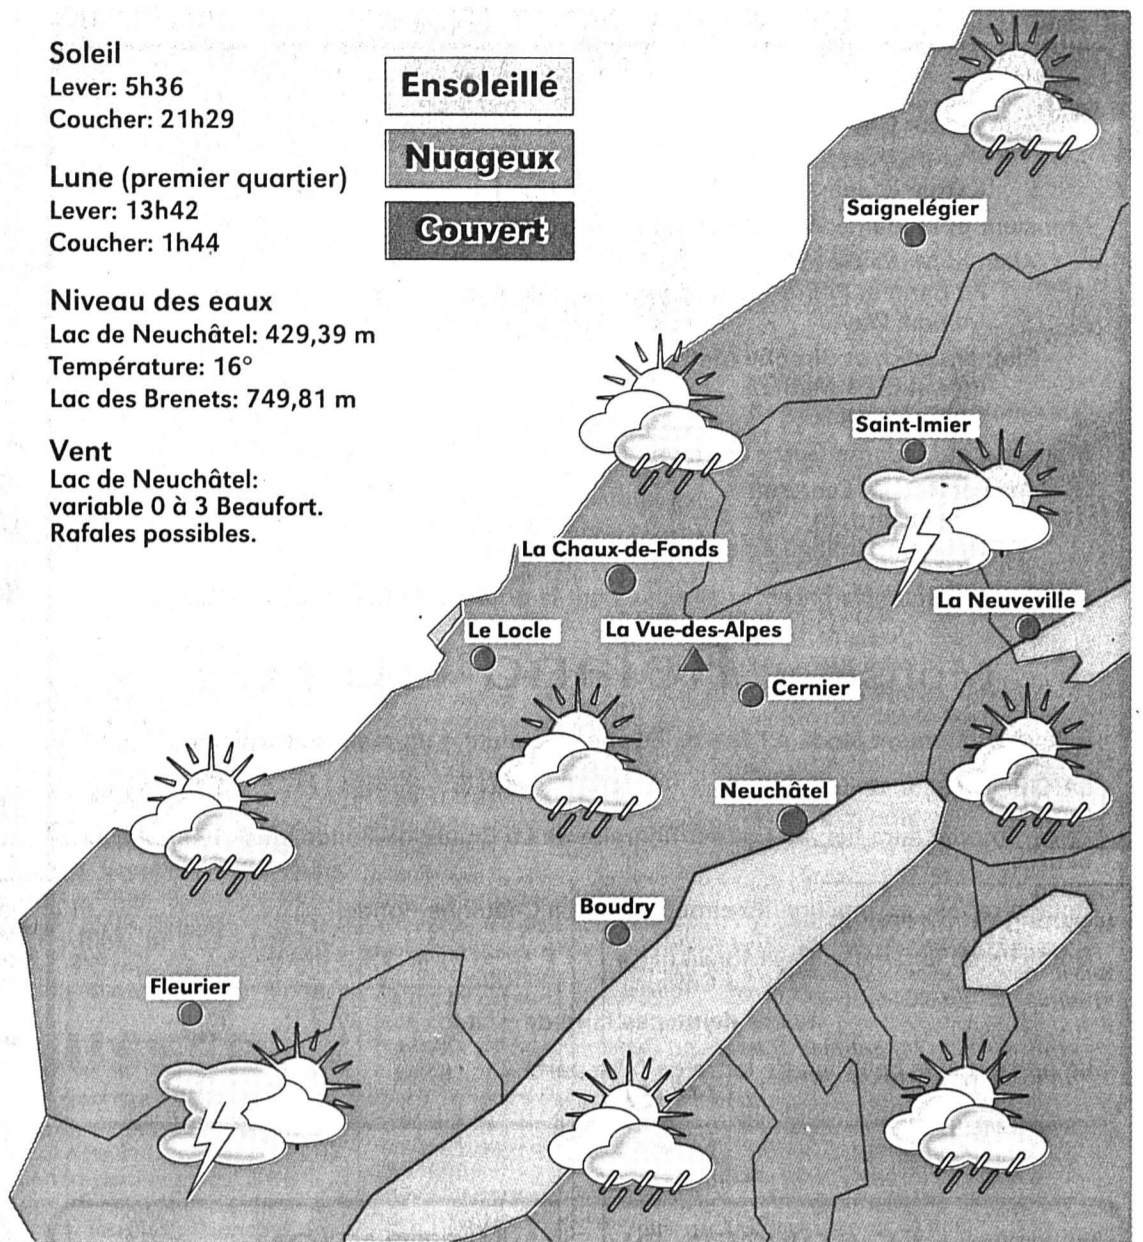 Soleil
Lever: 5h36
Coucher: 21h29
Lune (premier quartier)
Lever: 13h42
Coucher: 1h44
Niveau des eaux
Lac de Neuchâtel: 429,39 m
Température: 16°
Lac des Brenets: 749,81 m
Vent
Lac de Neuchâtel:
variable 0 à 3 Beaufort.
Rafales possibles.
Ensoleillé
Nuageux
Couvert
Saignelégier
Saint-Imier
La Chaux-de-Fonds
La Neuveville
Le Locle
La Vue-des-Alpes
Cernier
Neuchâtel
Boudry
Fleurier